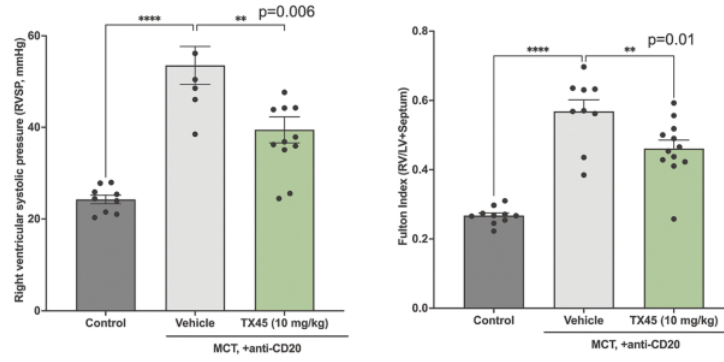 Right ventricular systolic pressure (RVSP, mmHg)
60
40
20
0
****
**
p=0.006
Control
Vehicle
TX45 (10 mg/kg)
MCT, +anti-CD20
Fulton Index (RV/LV+Septum)
0.8
0.6
0.4
0.2
0.0
****
**
p=0.01
Control
Vehicle
TX45 (10 mg/kg)
MCT, +anti-CD20